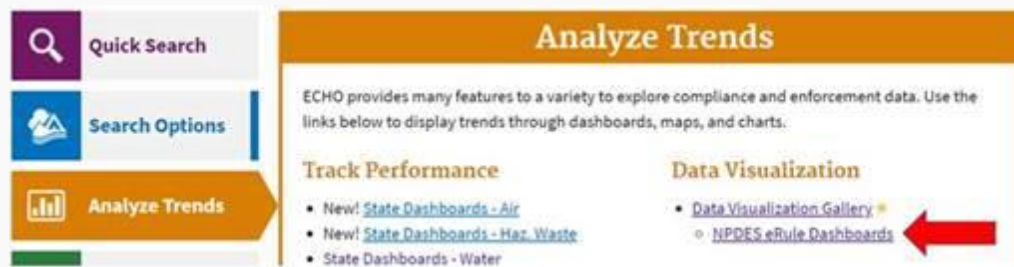 Quick Search
Search Options
Analyze Trends
Analyze Trends
ECHO provides many features to a variety to explore compliance and enforcement data. Use the
links below to display trends through dashboards, maps, and charts.
Track Performance
• New! State Dashboards - Air
• New! State Dashboards - Haz. Waste
• State Dashboards - Water
Data Visualization
• Data Visualization Gallery
○ NPDES eRule Dashboards